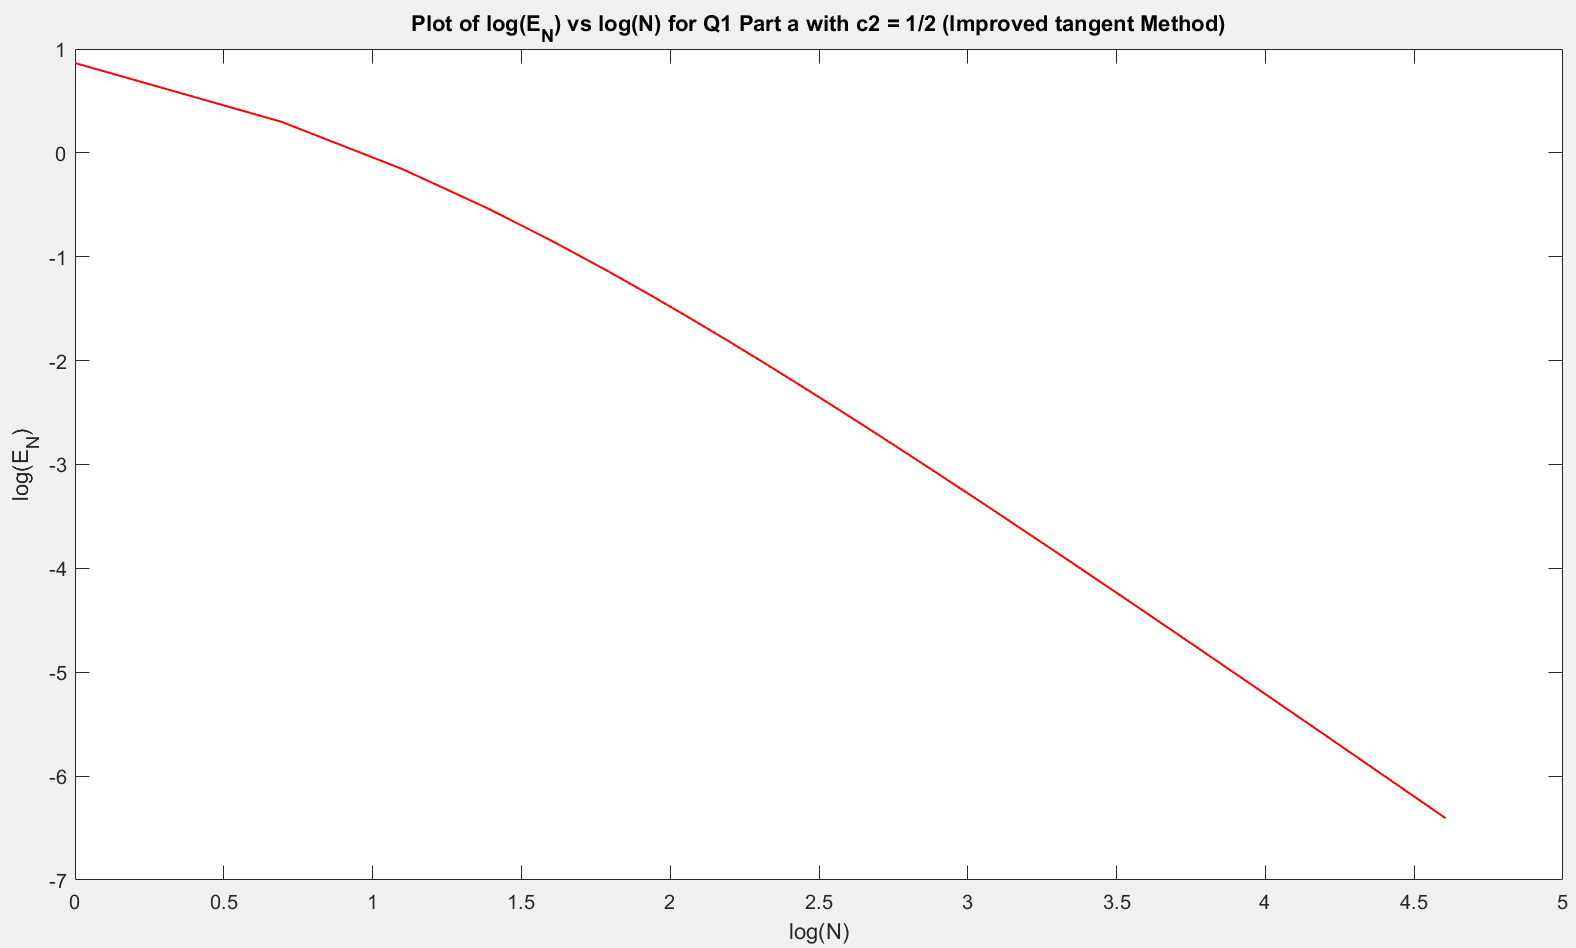 Plot of log(E_N) vs log(N) for Q1 Part a with c2 = 1/2 (Improved tangent Method)
1
0
-1
-2
-3
-4
-5
-6
-7
log(E_N)
0 0.5 1 1.5 2 2.5 3 3.5 4 4.5 5
log(N)